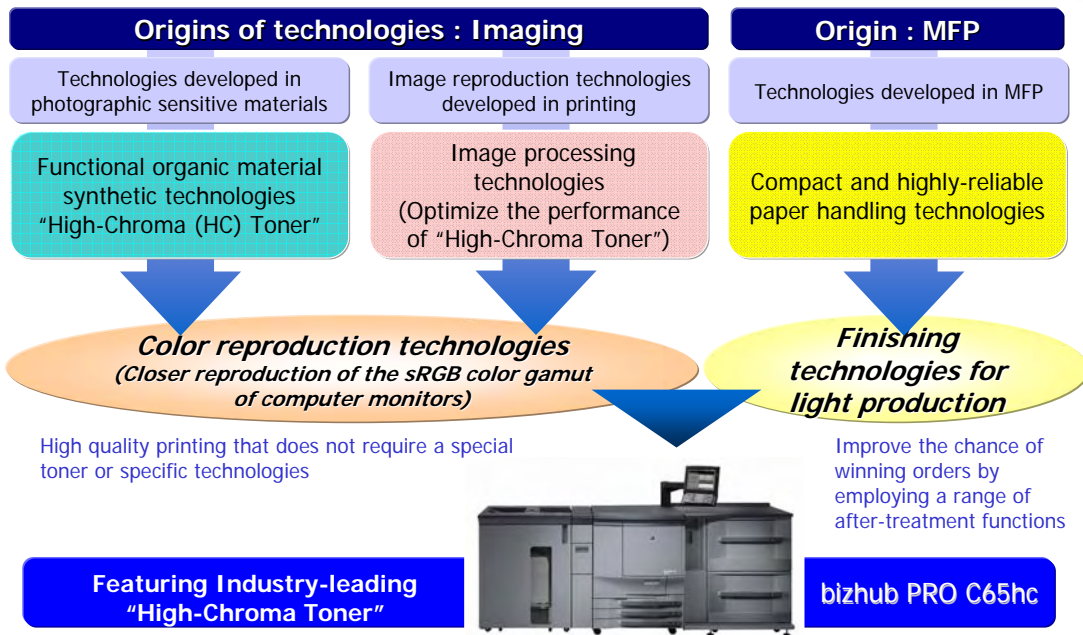 Origins of technologies : Imaging
Origin : MFP
Technologies developed in
photographic sensitive materials
Image reproduction technologies
developed in printing
Technologies developed in MFP
Functional organic material
synthetic technologies
“High-Chroma (HC) Toner”
Image processing
technologies
(Optimize the performance
of “High-Chroma Toner”)
Compact and highly-reliable
paper handling technologies
Color reproduction technologies
(Closer reproduction of the sRGB color gamut
of computer monitors)
Finishing
technologies for
light production
High quality printing that does not require a special
toner or specific technologies
Improve the chance of
winning orders by
employing a range of
after-treatment functions
Featuring Industry-leading
“High-Chroma Toner”
bizhub PRO C65hc